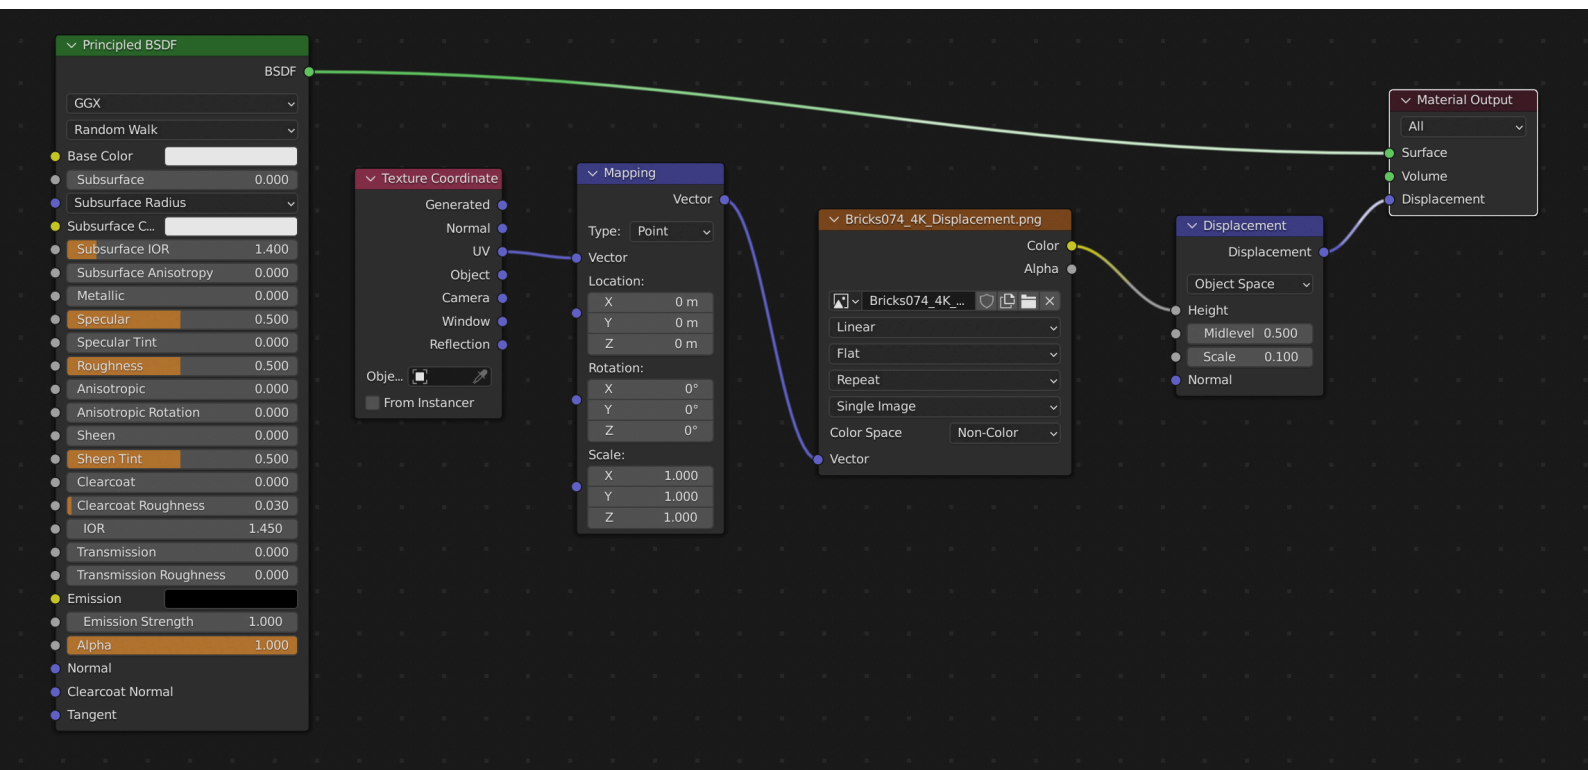 Principled BSDF
BSDF
GGX
Random Walk
Base Color
Subsurface 0.000
Subsurface Radius
Subsurface C...
Subsurface IOR 1.400
Subsurface Anisotropy 0.000
Metallic 0.000
Specular 0.500
Specular Tint 0.000
Roughness 0.500
Anisotropic 0.000
Anisotropic Rotation 0.000
Sheen 0.000
Sheen Tint 0.500
Clearcoat 0.000
Clearcoat Roughness 0.030
IOR 1.450
Transmission 0.000
Transmission Roughness 0.000
Emission
Emission Strength 1.000
Alpha 1.000
Normal
Clearcoat Normal
Tangent
Texture Coordinate
Generated
Normal
UV
Object
Camera
Window
Reflection
Obje...
From Instancer
Mapping
Vector
Type: Point
Vector
Location:
X 0 m
Y 0 m
Z 0 m
Rotation:
X 0°
Y 0°
Z 0°
Scale:
X 1.000
Y 1.000
Z 1.000
Bricks074_4K_Displacement.png
Color
Alpha
Bricks074_4K_...
Linear
Flat
Repeat
Single Image
Color Space Non-Color
Vector
Displacement
Displacement
Object Space
Height
Midlevel 0.500
Scale 0.100
Normal
Material Output
All
Surface
Volume
Displacement